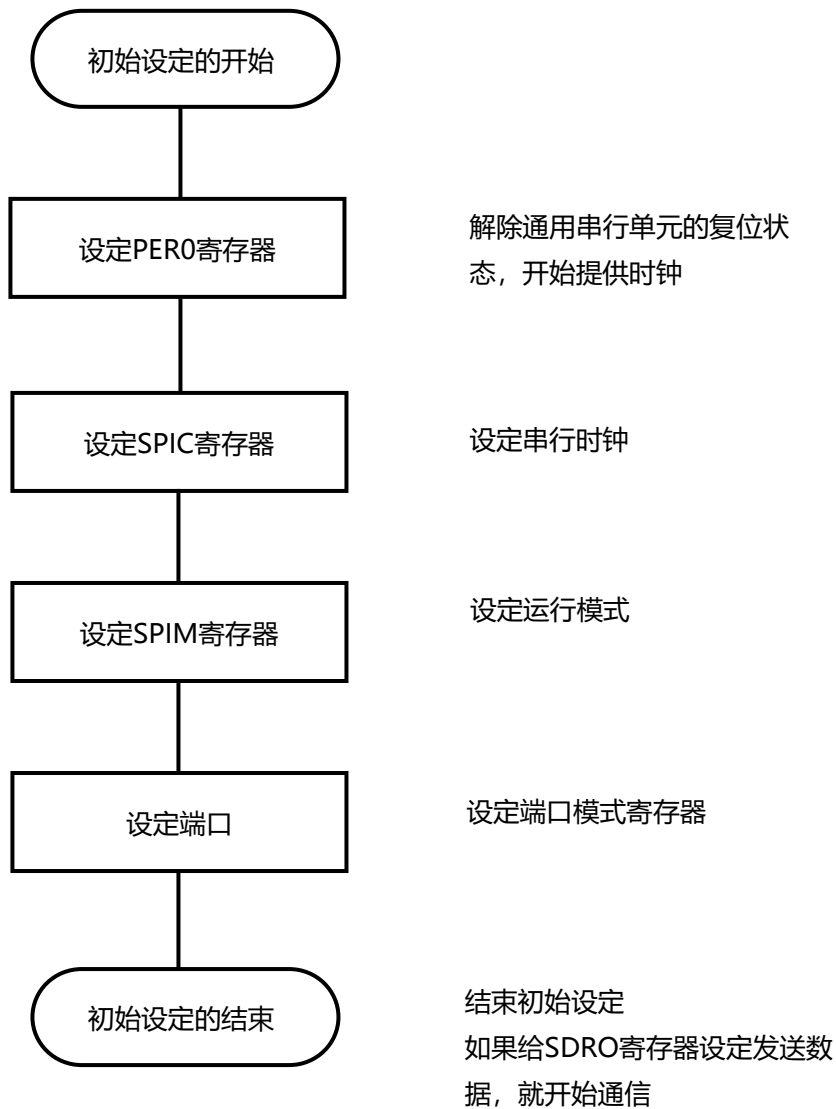 初始设定的开始
设定PER0寄存器
解除通用串行单元的复位状
态，开始提供时钟
设定SPIC寄存器
设定串行时钟
设定SPIM寄存器
设定运行模式
设定端口
设定端口模式寄存器
初始设定的结束
结束初始设定
如果给SDRO寄存器设定发送数
据，就开始通信